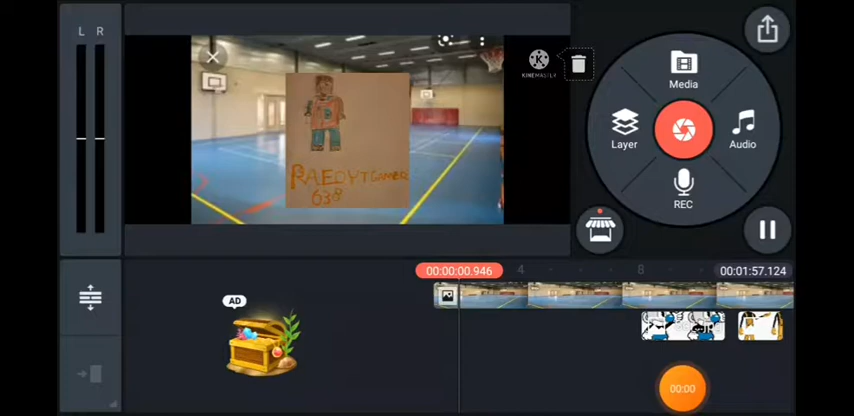 L R
KINEMASTER
Media
Layer
Audio
REC
RAEDYTGAMER
638
00:00:00.946
4
8
00:01:57.124
AD
00:00